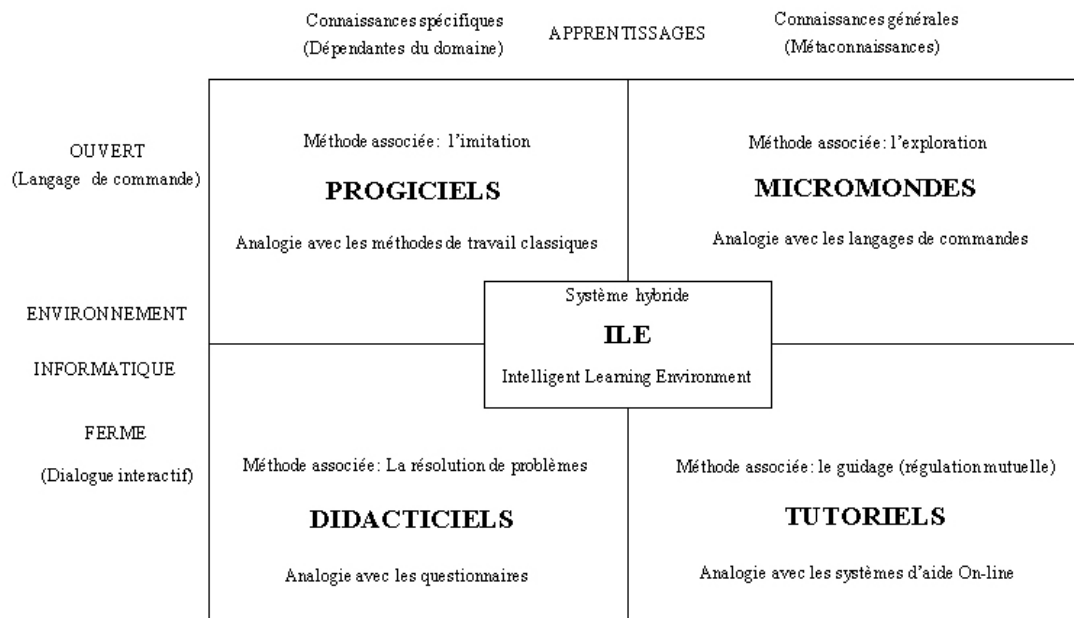 Connaissances spécifiques
(Dépendantes du domaine)
APPRENTISSAGES
Connaissances générales
(Métaconnaissances)
OUVERT
(Langage de commande)
Méthode associée: l'imitation
PROGICIELS
Analogie avec les méthodes de travail classiques
Méthode associée: l'exploration
MICROMONDES
Analogie avec les langages de commandes
ENVIRONNEMENT
INFORMATIQUE
Système hybride
ILE
Intelligent Learning Environment
FERME
(Dialogue interactif)
Méthode associée: La résolution de problèmes
DIDACTICIELS
Analogie avec les questionnaires
Méthode associée: le guidage (régulation mutuelle)
TUTORIELS
Analogie avec les systèmes d'aide On-line